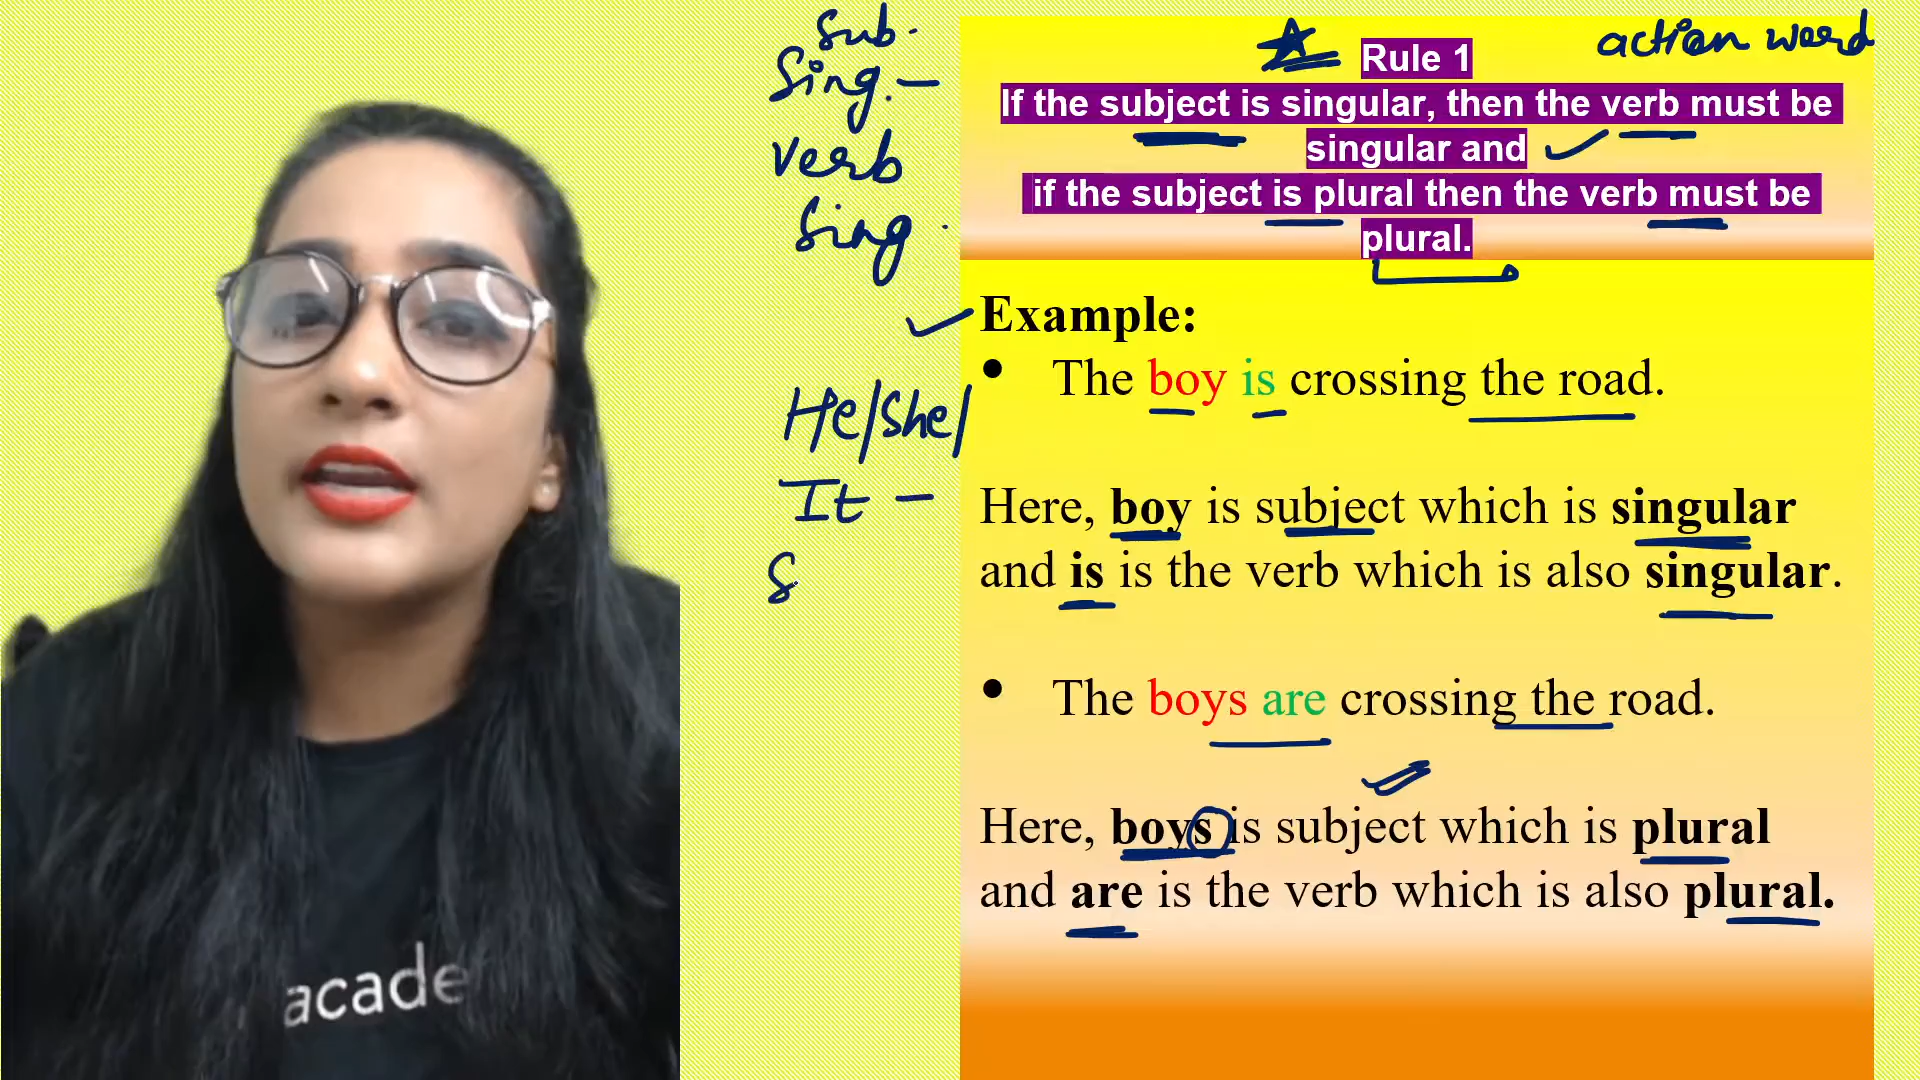 Sub.
Sing. -
Verb
Sing.
He/She/
It -
S
action word
Rule 1
If the subject is singular, then the verb must be
singular and
if the subject is plural then the verb must be
plural.
Example:
• The boy is crossing the road.
Here, boy is subject which is singular
and is is the verb which is also singular.
• The boys are crossing the road.
Here, boys is subject which is plural
and are is the verb which is also plural.
acade